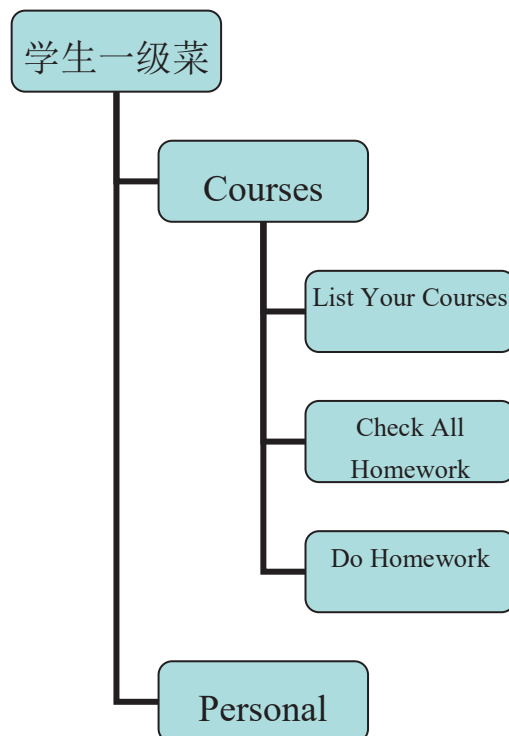 学生一级菜
Courses
List Your Courses
Check All
Homework
Do Homework
Personal